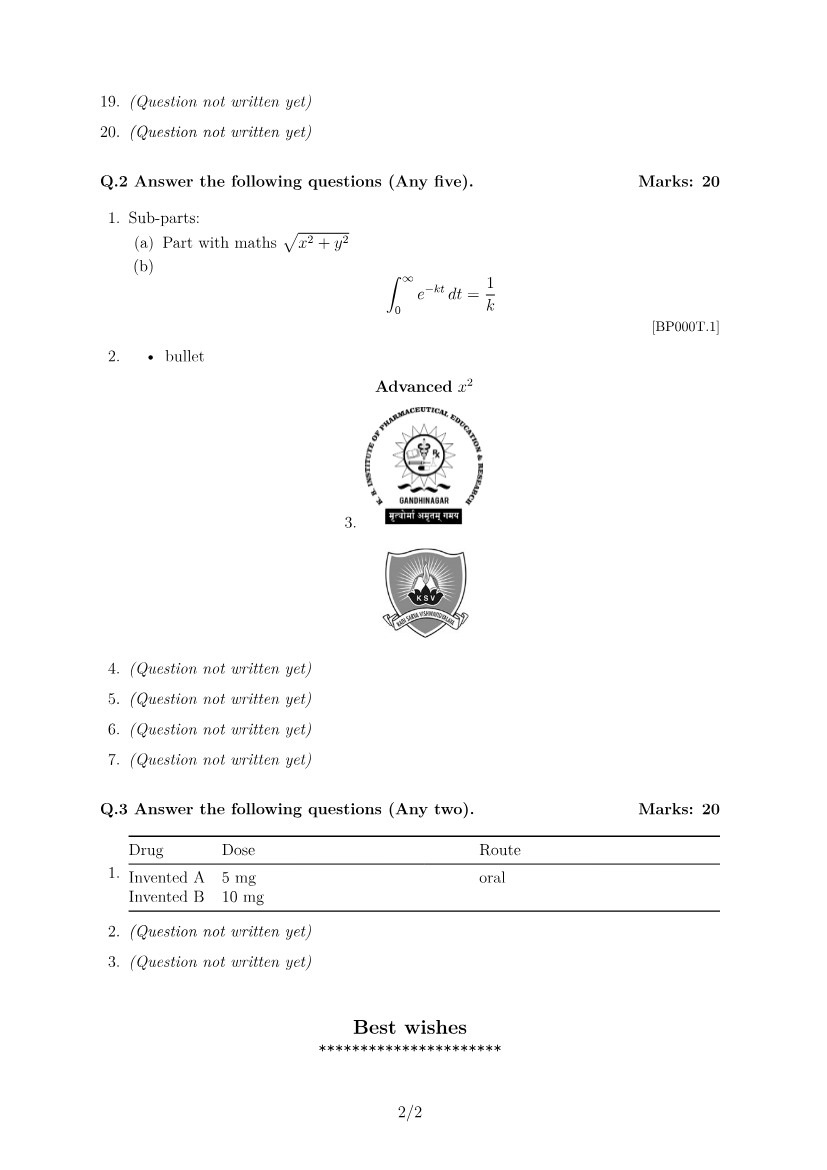 19. (Question not written yet)
20. (Question not written yet)
Q.2 Answer the following questions (Any five). Marks: 20
1. Sub-parts:
(a) Part with maths √(x² + y²)
(b)
∫₀^∞ e^{−kt} dt = 1/k
[BP000T.1]
2. • bullet
Advanced x²
K. B. INSTITUTE OF PHARMACEUTICAL EDUCATION & RESEARCH
Rx
GANDHINAGAR
मृत्योर्मा अमृतम् गमय
3.
KSV
KADI SARVA VISHWAVIDYALAYA
4. (Question not written yet)
5. (Question not written yet)
6. (Question not written yet)
7. (Question not written yet)
Q.3 Answer the following questions (Any two). Marks: 20
Drug Dose Route
1. Invented A 5 mg oral
Invented B 10 mg
2. (Question not written yet)
3. (Question not written yet)
Best wishes
**********************
2/2